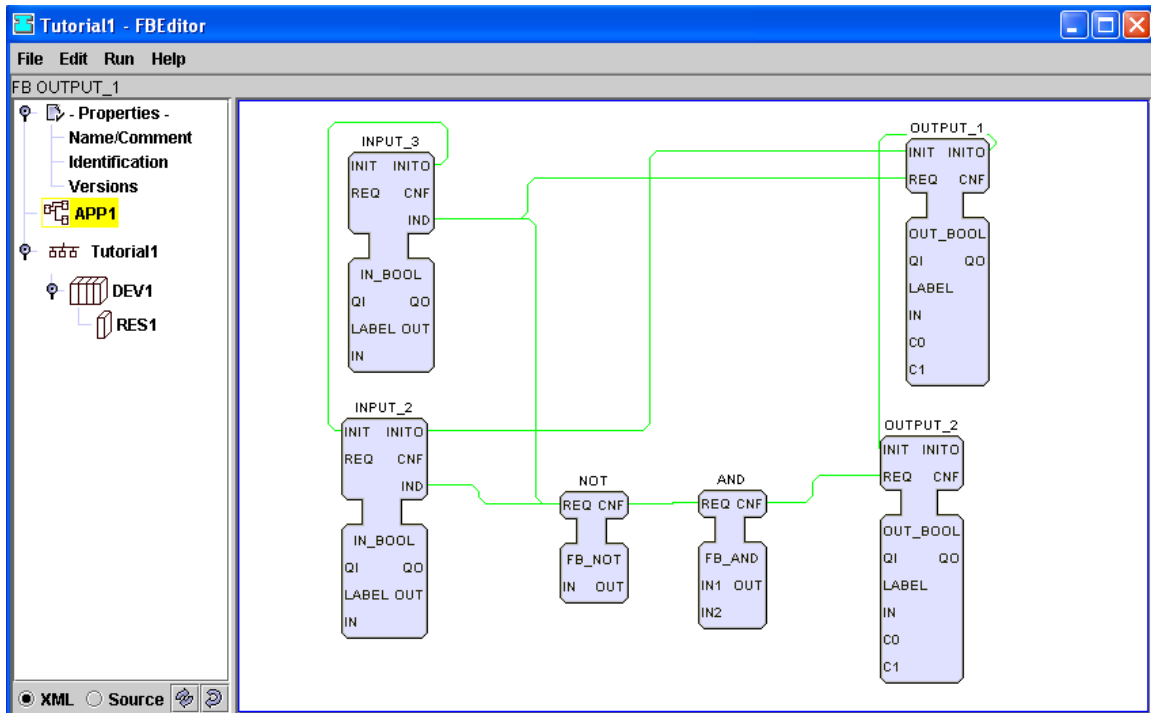 Tutorial1 - FBEditor
File Edit Run Help
FB OUTPUT_1
- Properties -
Name/Comment
Identification
Versions
APP1
Tutorial1
DEV1
RES1
XML Source
INPUT_3
INIT INITO
REQ CNF
IND
IN_BOOL
QI QO
LABEL OUT
IN
OUTPUT_1
INIT INITO
REQ CNF
OUT_BOOL
QI QO
LABEL
IN
C0
C1
INPUT_2
INIT INITO
REQ CNF
IND
IN_BOOL
QI QO
LABEL OUT
IN
NOT
REQ CNF
FB_NOT
IN OUT
AND
REQ CNF
FB_AND
IN1 OUT
IN2
OUTPUT_2
INIT INITO
REQ CNF
OUT_BOOL
QI QO
LABEL
IN
C0
C1